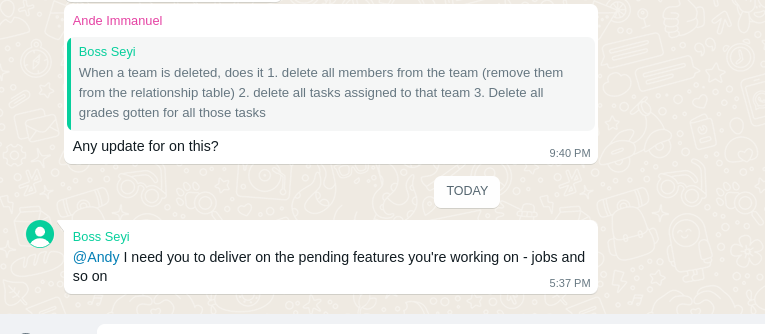 Ande Immanuel
Boss Seyi
When a team is deleted, does it 1. delete all members from the team (remove them
from the relationship table) 2. delete all tasks assigned to that team 3. Delete all
grades gotten for all those tasks
Any update for on this?
9:40 PM
TODAY
Boss Seyi
@Andy I need you to deliver on the pending features you're working on - jobs and
so on
5:37 PM